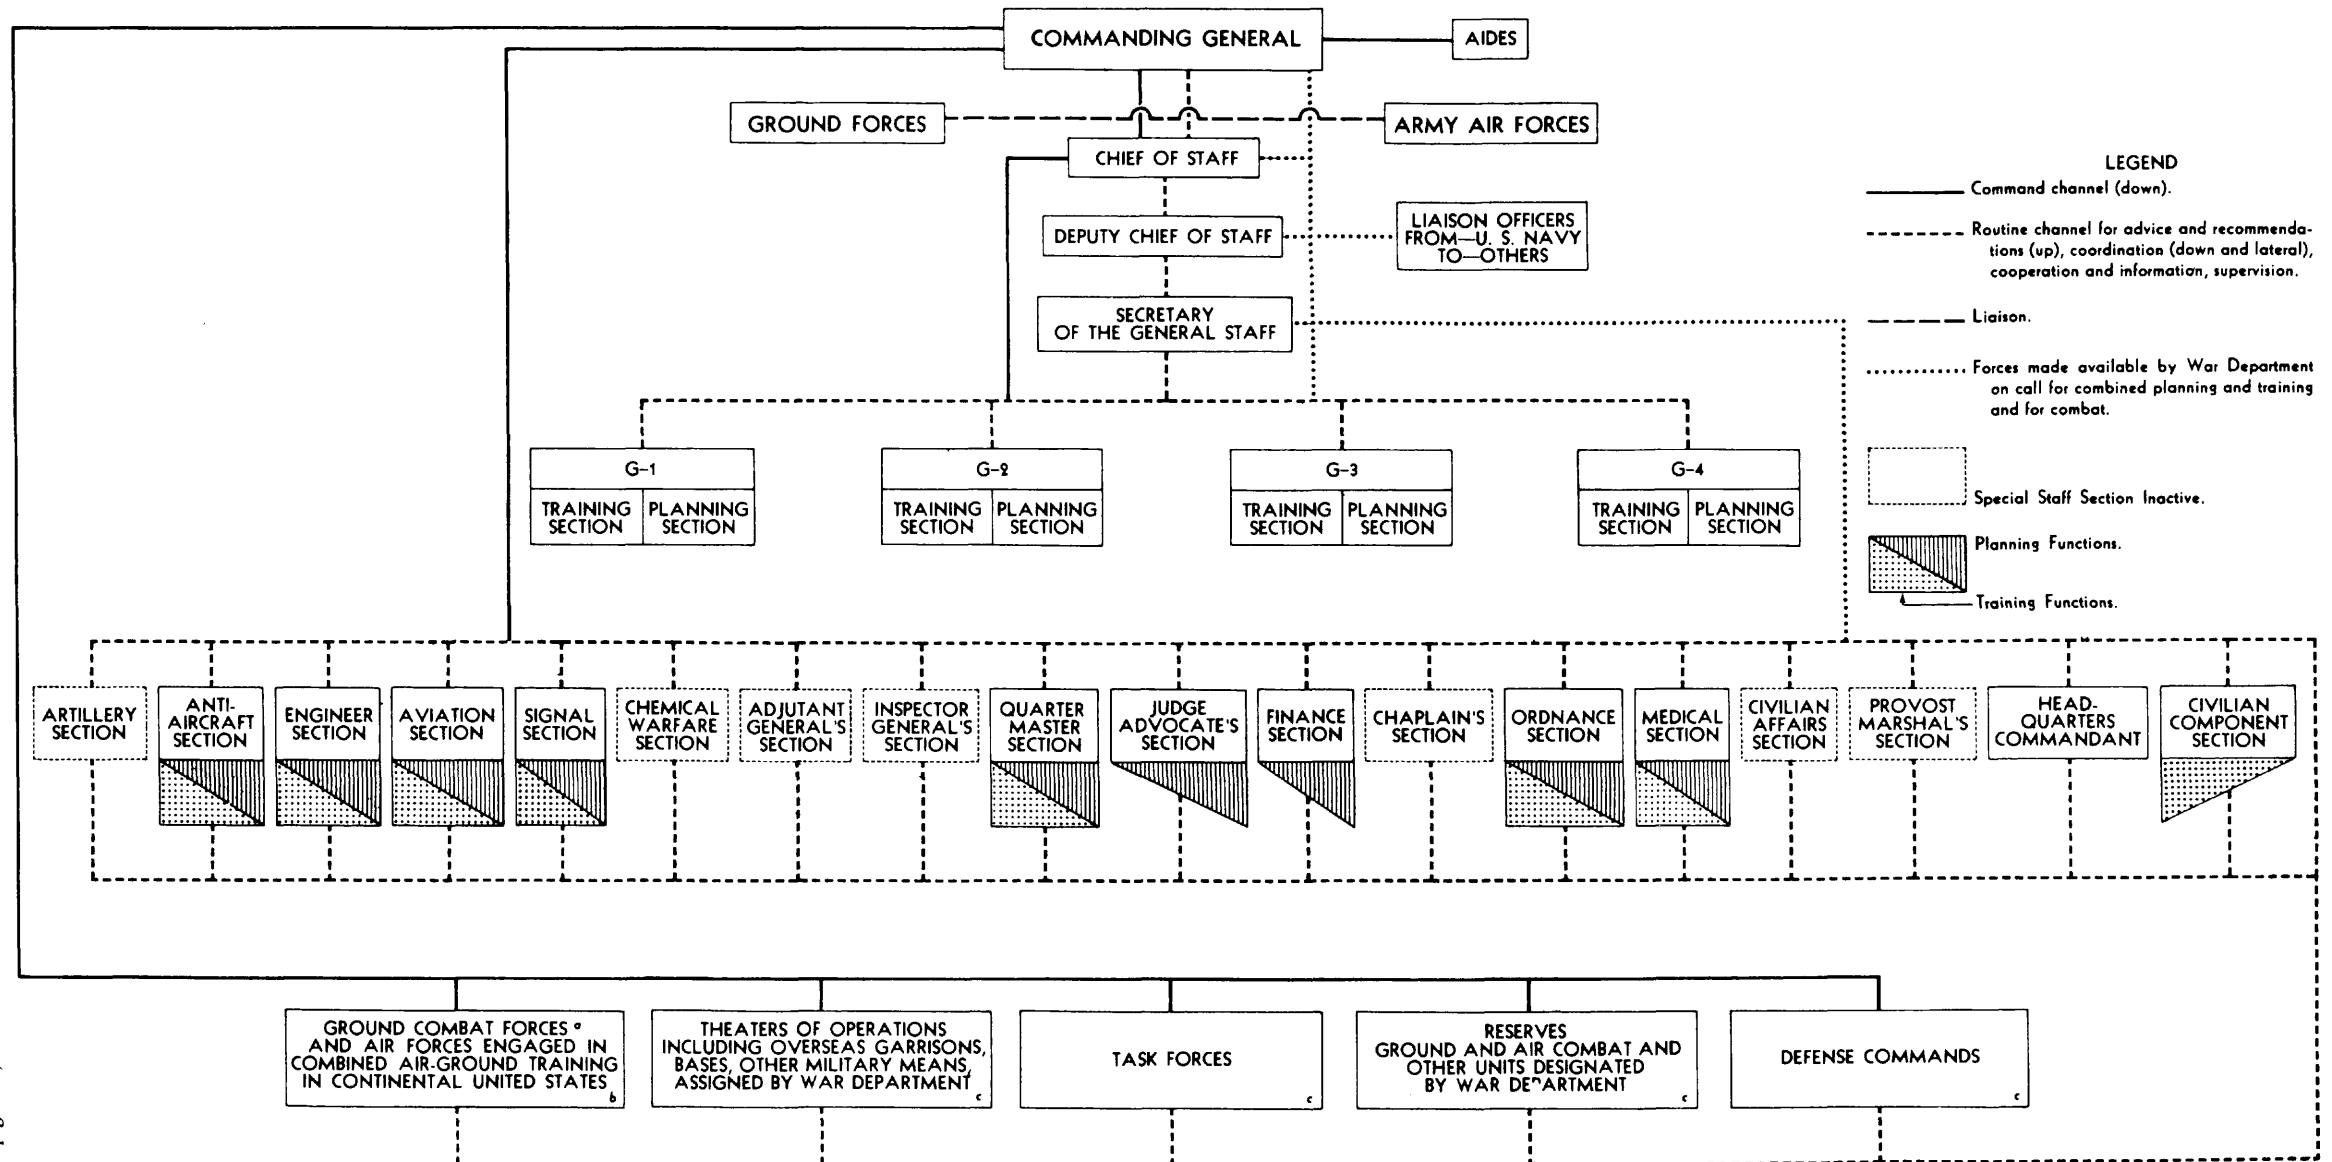 COMMANDING GENERAL
AIDES
GROUND FORCES
ARMY AIR FORCES
CHIEF OF STAFF
DEPUTY CHIEF OF STAFF
LIAISON OFFICERS
FROM—U. S. NAVY
TO—OTHERS
SECRETARY
OF THE GENERAL STAFF
LEGEND
Command channel (down).
Routine channel for advice and recommenda-
tions (up), coordination (down and lateral),
cooperation and information, supervision.
Liaison.
Forces made available by War Department
on call for combined planning and training
and for combat.
Special Staff Section Inactive.
Planning Functions.
Training Functions.
G-1
TRAINING
SECTION
PLANNING
SECTION
G-2
TRAINING
SECTION
PLANNING
SECTION
G-3
TRAINING
SECTION
PLANNING
SECTION
G-4
TRAINING
SECTION
PLANNING
SECTION
ARTILLERY
SECTION
ANTI-
AIRCRAFT
SECTION
ENGINEER
SECTION
AVIATION
SECTION
SIGNAL
SECTION
CHEMICAL
WARFARE
SECTION
ADJUTANT
GENERAL'S
SECTION
INSPECTOR
GENERAL'S
SECTION
QUARTER
MASTER
SECTION
JUDGE
ADVOCATE'S
SECTION
FINANCE
SECTION
CHAPLAIN'S
SECTION
ORDNANCE
SECTION
MEDICAL
SECTION
CIVILIAN
AFFAIRS
SECTION
PROVOST
MARSHAL'S
SECTION
HEAD-
QUARTERS
COMMANDANT
CIVILIAN
COMPONENT
SECTION
GROUND COMBAT FORCES a
AND AIR FORCES ENGAGED IN
COMBINED AIR-GROUND TRAINING
IN CONTINENTAL UNITED STATES
b
THEATERS OF OPERATIONS
INCLUDING OVERSEAS GARRISONS,
BASES, OTHER MILITARY MEANS,
ASSIGNED BY WAR DEPARTMENT
c
TASK FORCES
c
RESERVES
GROUND AND AIR COMBAT AND
OTHER UNITS DESIGNATED
BY WAR DEPARTMENT
c
DEFENSE COMMANDS
c